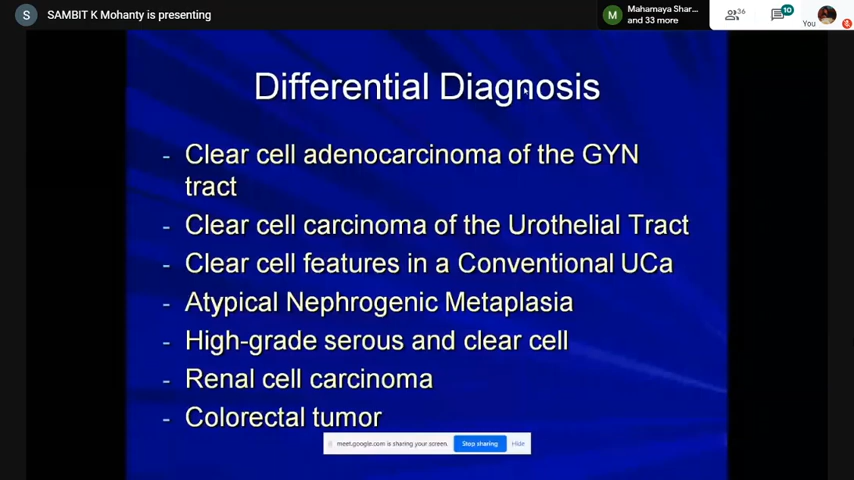 S SAMBIT K Mohanty is presenting
M Mahamaya Shar...
and 33 more
36
10
You
Differential Diagnosis
- Clear cell adenocarcinoma of the GYN
tract
- Clear cell carcinoma of the Urothelial Tract
- Clear cell features in a Conventional UCa
- Atypical Nephrogenic Metaplasia
- High-grade serous and clear cell
- Renal cell carcinoma
- Colorectal tumor
meet.google.com is sharing your screen. Stop sharing Hide